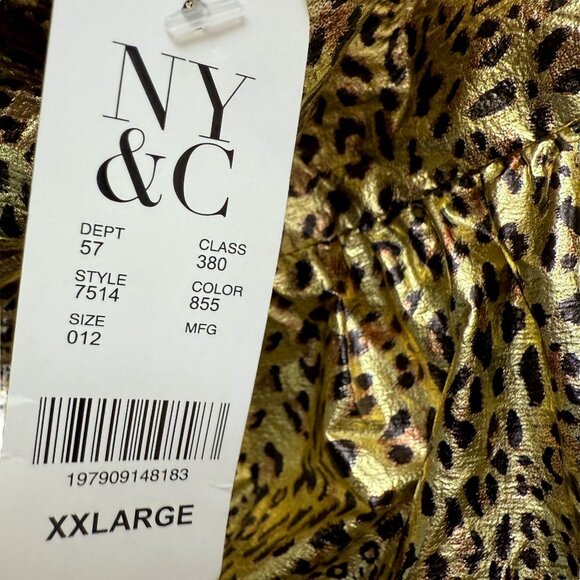 NY
&C
DEPT CLASS
57 380
STYLE COLOR
7514 855
SIZE MFG
012
197909148183
XXLARGE